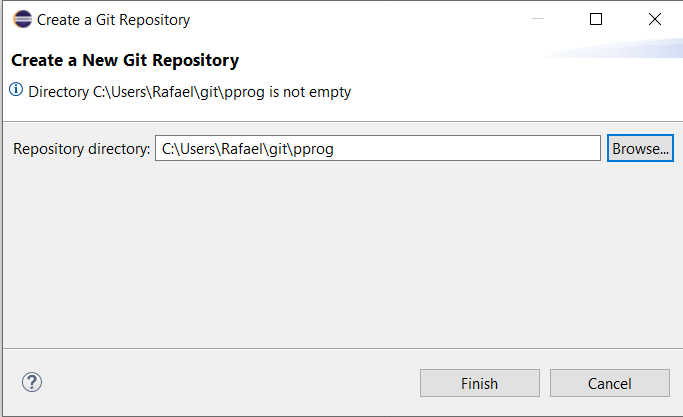 Create a Git Repository
Create a New Git Repository
Directory C:\Users\Rafael\git\pprog is not empty
Repository directory: C:\Users\Rafael\git\pprog Browse...
Finish Cancel